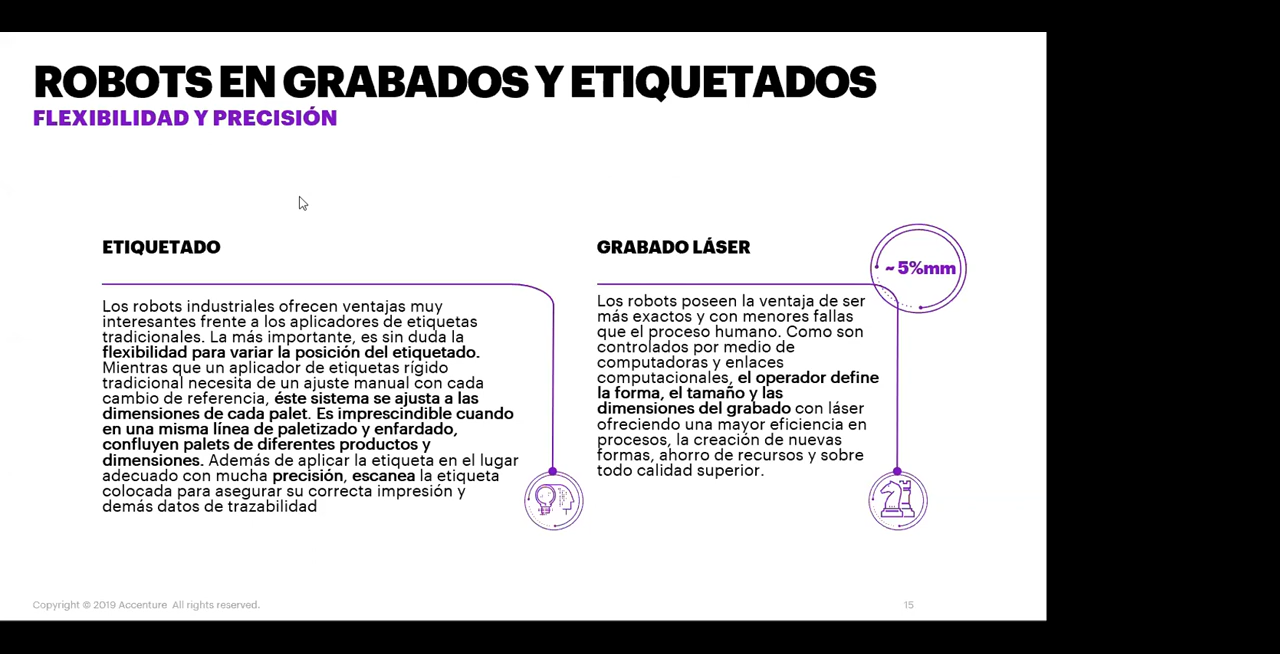 ROBOTS EN GRABADOS Y ETIQUETADOS
FLEXIBILIDAD Y PRECISIÓN
ETIQUETADO
Los robots industriales ofrecen ventajas muy
interesantes frente a los aplicadores de etiquetas
tradicionales. La más importante, es sin duda la
flexibilidad para variar la posición del etiquetado.
Mientras que un aplicador de etiquetas rígido
tradicional necesita de un ajuste manual con cada
cambio de referencia, éste sistema se ajusta a las
dimensiones de cada palet. Es imprescindible cuando
en una misma línea de paletizado y enfardado,
confluyen palets de diferentes productos y
dimensiones. Además de aplicar la etiqueta en el lugar
adecuado con mucha precisión, escanea la etiqueta
colocada para asegurar su correcta impresión y
demás datos de trazabilidad
GRABADO LÁSER
~ 5%mm
Los robots poseen la ventaja de ser
más exactos y con menores fallas
que el proceso humano. Como son
controlados por medio de
computadoras y enlaces
computacionales, el operador define
la forma, el tamaño y las
dimensiones del grabado con láser
ofreciendo una mayor eficiencia en
procesos, la creación de nuevas
formas, ahorro de recursos y sobre
todo calidad superior.
Copyright © 2019 Accenture All rights reserved.
15